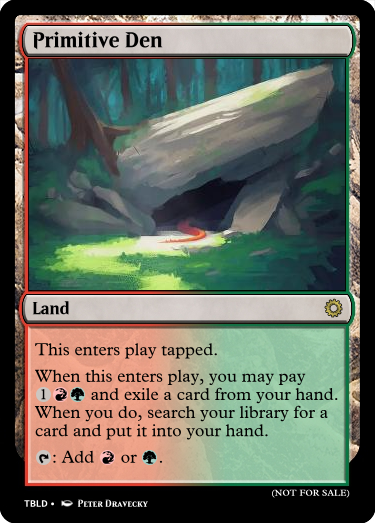 Primitive Den
Land
This enters play tapped.
When this enters play, you may pay
1 and exile a card from your hand.
When you do, search your library for a
card and put it into your hand.
: Add or .
(NOT FOR SALE)
TBLD • Peter Dravecky